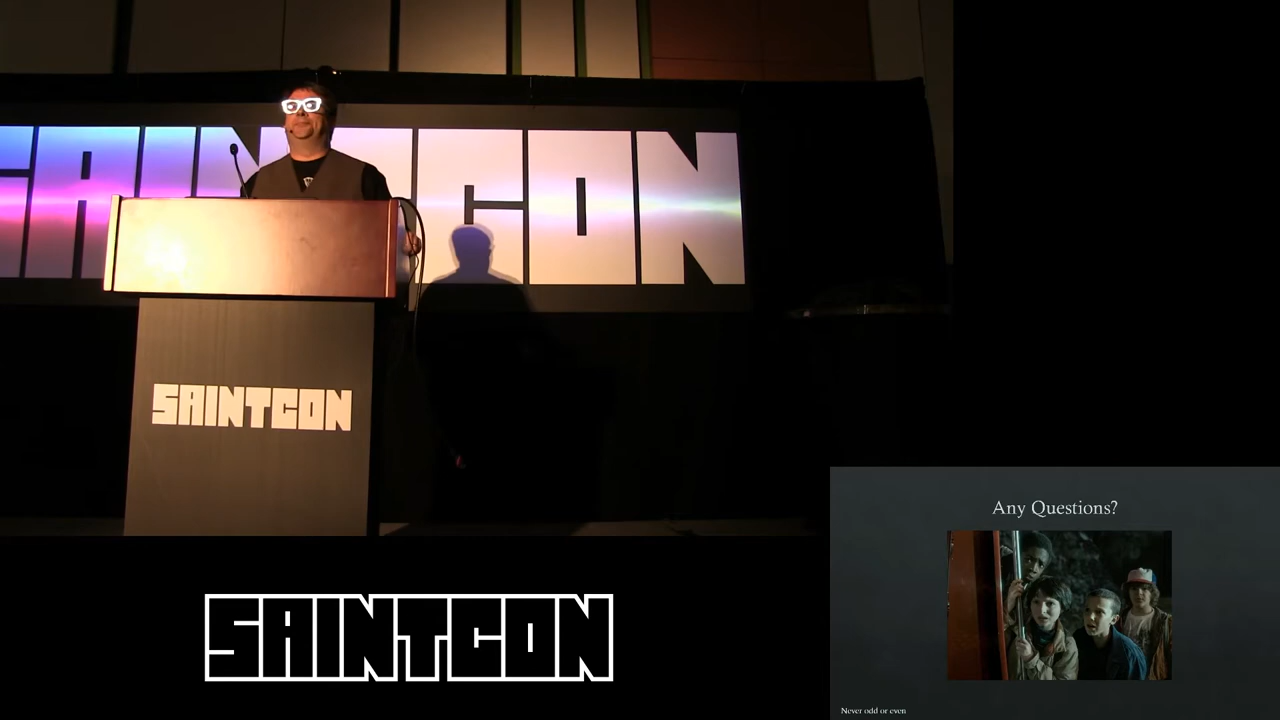 SAINTCON
SAINTCON
SAINTCON
Any Questions?
Never odd or even